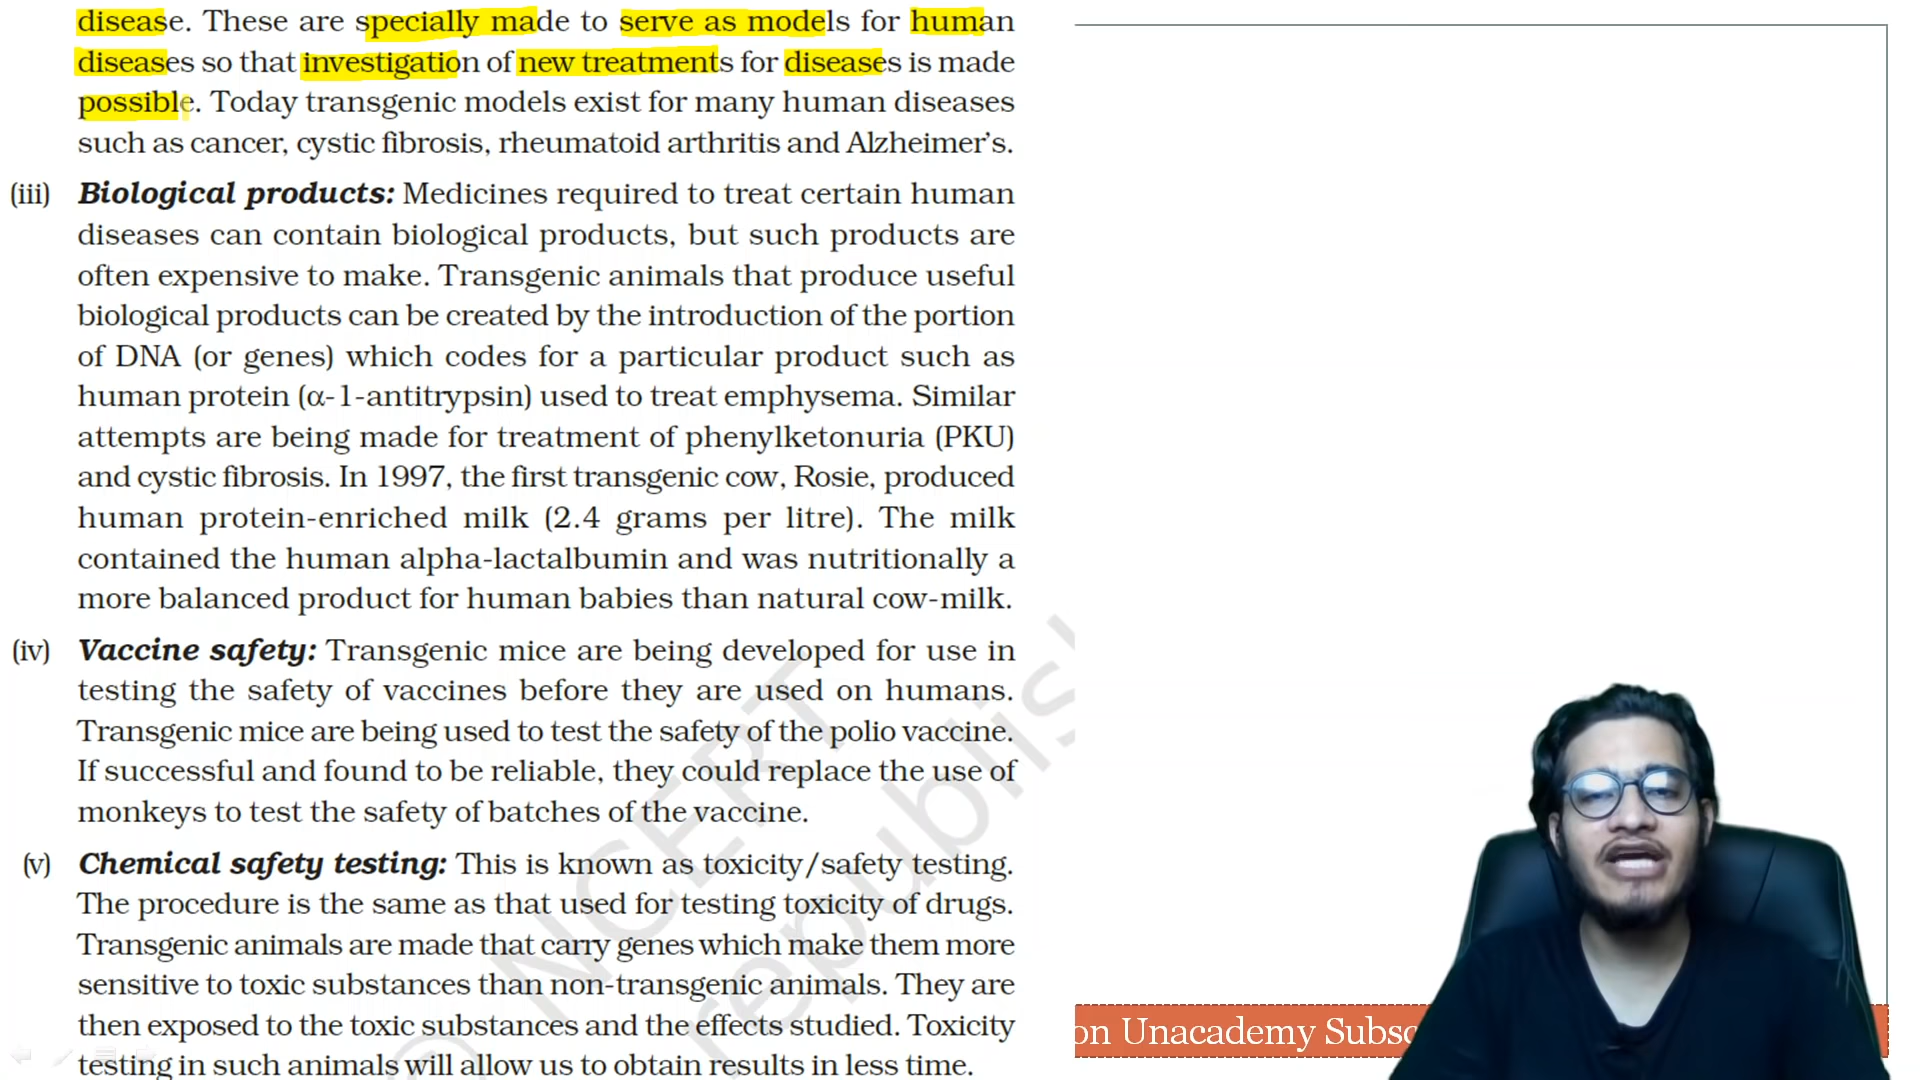 disease. These are specially made to serve as models for human
diseases so that investigation of new treatments for diseases is made
possible. Today transgenic models exist for many human diseases
such as cancer, cystic fibrosis, rheumatoid arthritis and Alzheimer’s.
(iii) Biological products: Medicines required to treat certain human
diseases can contain biological products, but such products are
often expensive to make. Transgenic animals that produce useful
biological products can be created by the introduction of the portion
of DNA (or genes) which codes for a particular product such as
human protein (α-1-antitrypsin) used to treat emphysema. Similar
attempts are being made for treatment of phenylketonuria (PKU)
and cystic fibrosis. In 1997, the first transgenic cow, Rosie, produced
human protein-enriched milk (2.4 grams per litre). The milk
contained the human alpha-lactalbumin and was nutritionally a
more balanced product for human babies than natural cow-milk.
(iv) Vaccine safety: Transgenic mice are being developed for use in
testing the safety of vaccines before they are used on humans.
Transgenic mice are being used to test the safety of the polio vaccine.
If successful and found to be reliable, they could replace the use of
monkeys to test the safety of batches of the vaccine.
(v) Chemical safety testing: This is known as toxicity/safety testing.
The procedure is the same as that used for testing toxicity of drugs.
Transgenic animals are made that carry genes which make them more
sensitive to toxic substances than non-transgenic animals. They are
then exposed to the toxic substances and the effects studied. Toxicity
testing in such animals will allow us to obtain results in less time.
© NCERT
republis
on Unacademy Subsc